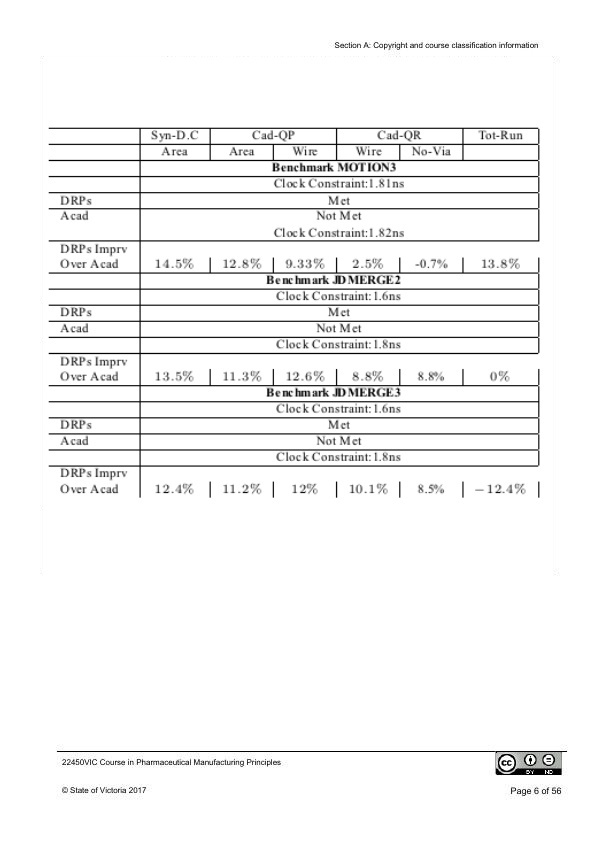 Section A: Copyright and course classification information
Syn-D.C Cad-QP Cad-QR Tot-Run
Area Area Wire Wire No-Via
Benchmark MOTION3
Clock Constraint:1.81ns
DRPs Met
Acad Not Met
Clock Constraint:1.82ns
DRPs Imprv
Over Acad 14.5% 12.8% 9.33% 2.5% -0.7% 13.8%
Benchmark JDMERGE2
Clock Constraint:1.6ns
DRPs Met
Acad Not Met
Clock Constraint:1.8ns
DRPs Imprv
Over Acad 13.5% 11.3% 12.6% 8.8% 8.8% 0%
Benchmark JDMERGE3
Clock Constraint:1.6ns
DRPs Met
Acad Not Met
Clock Constraint:1.8ns
DRPs Imprv
Over Acad 12.4% 11.2% 12% 10.1% 8.5% −12.4%
22450VIC Course in Pharmaceutical Manufacturing Principles
cc BY ND
© State of Victoria 2017 Page 6 of 56